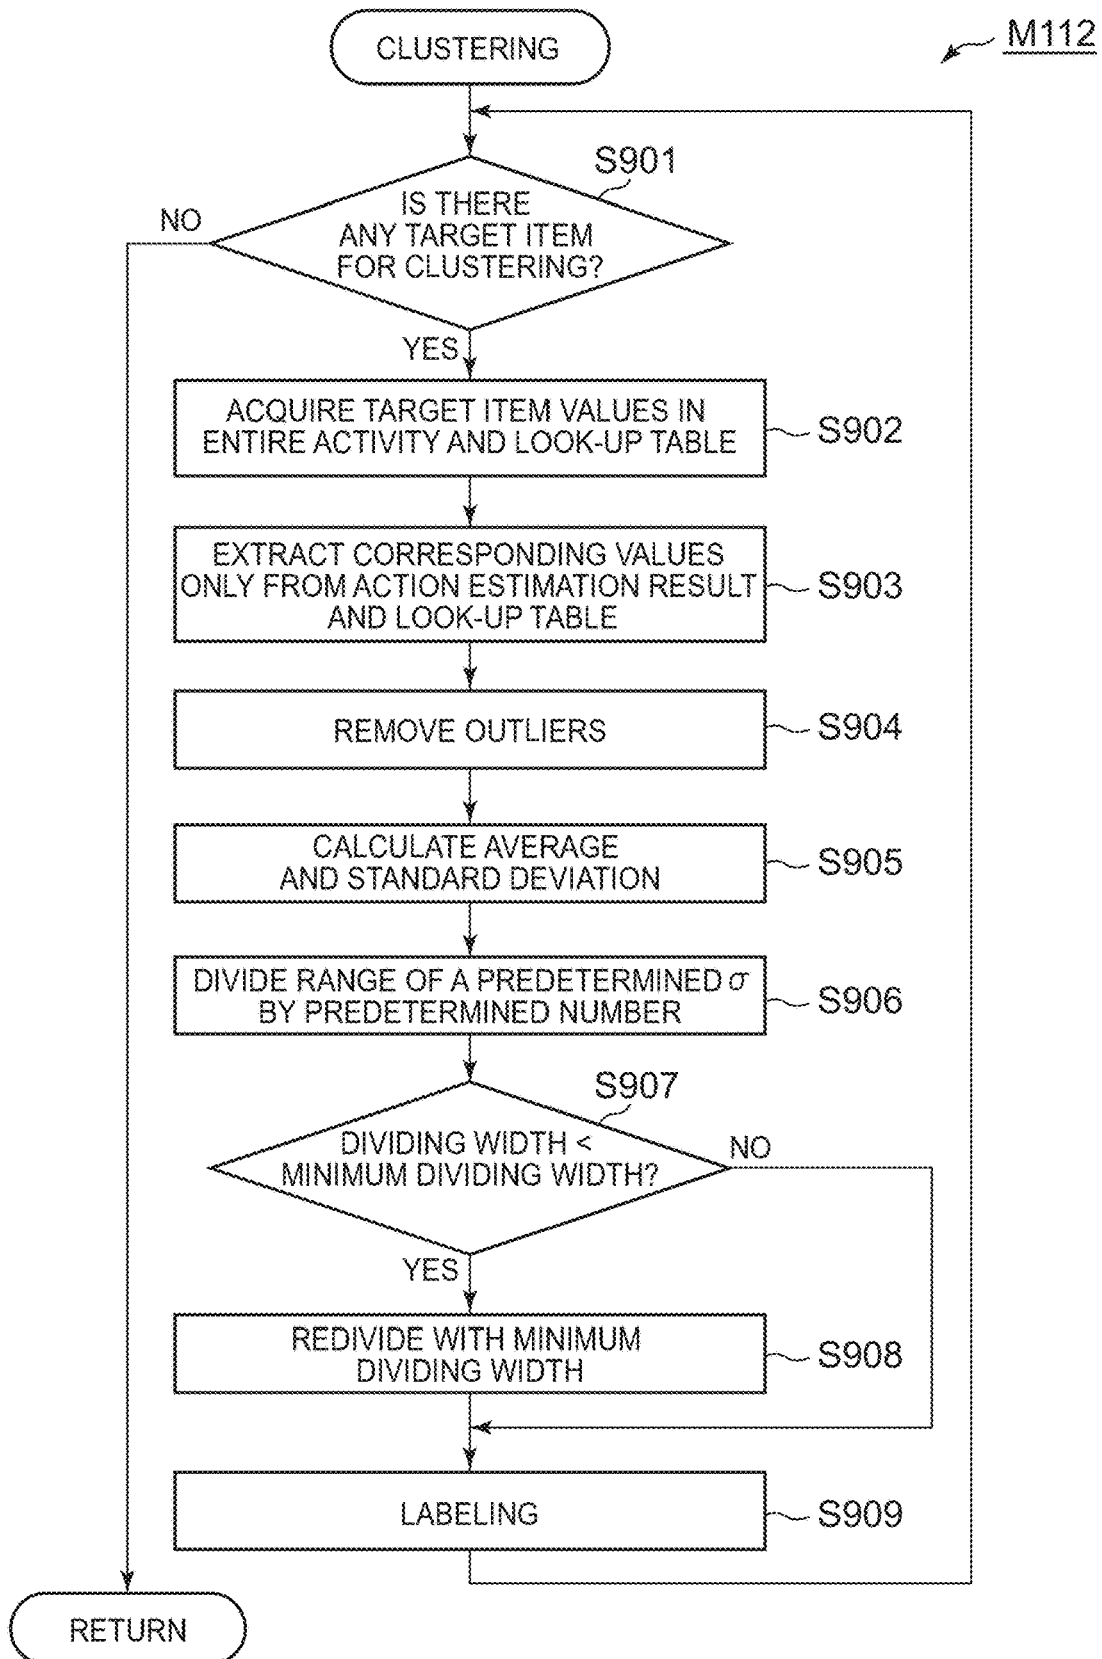 CLUSTERING
M112
S901
IS THERE
ANY TARGET ITEM
FOR CLUSTERING?
NO
YES
ACQUIRE TARGET ITEM VALUES IN
ENTIRE ACTIVITY AND LOOK-UP TABLE
S902
EXTRACT CORRESPONDING VALUES
ONLY FROM ACTION ESTIMATION RESULT
AND LOOK-UP TABLE
S903
REMOVE OUTLIERS
S904
CALCULATE AVERAGE
AND STANDARD DEVIATION
S905
DIVIDE RANGE OF A PREDETERMINED σ
BY PREDETERMINED NUMBER
S906
S907
DIVIDING WIDTH <
MINIMUM DIVIDING WIDTH?
NO
YES
REDIVIDE WITH MINIMUM
DIVIDING WIDTH
S908
LABELING
S909
RETURN